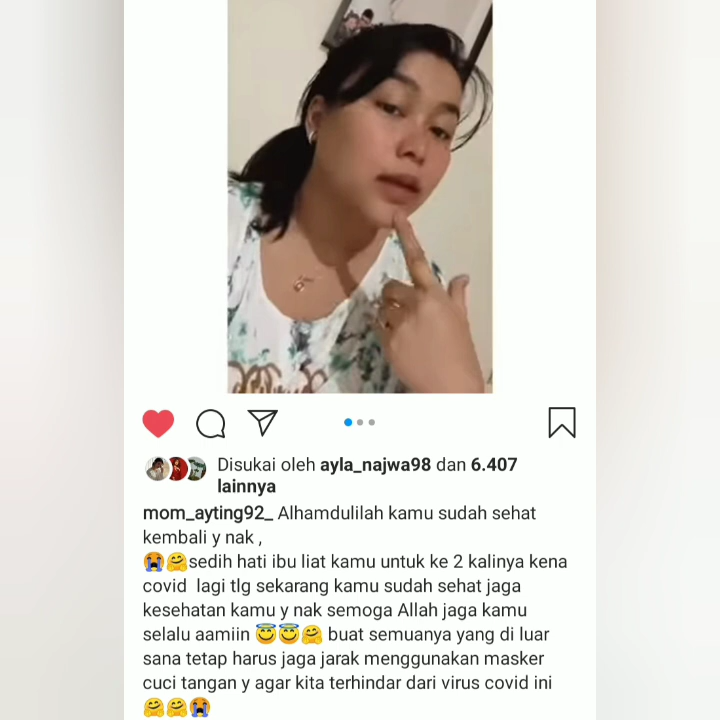 Disukai oleh ayla_najwa98 dan 6.407
lainnya
mom_ayting92_ Alhamdulilah kamu sudah sehat
kembali y nak ,
😭🤗sedih hati ibu liat kamu untuk ke 2 kalinya kena
covid lagi tlg sekarang kamu sudah sehat jaga
kesehatan kamu y nak semoga Allah jaga kamu
selalu aamiin 😇😇🤗 buat semuanya yang di luar
sana tetap harus jaga jarak menggunakan masker
cuci tangan y agar kita terhindar dari virus covid ini
🤗🤗😭